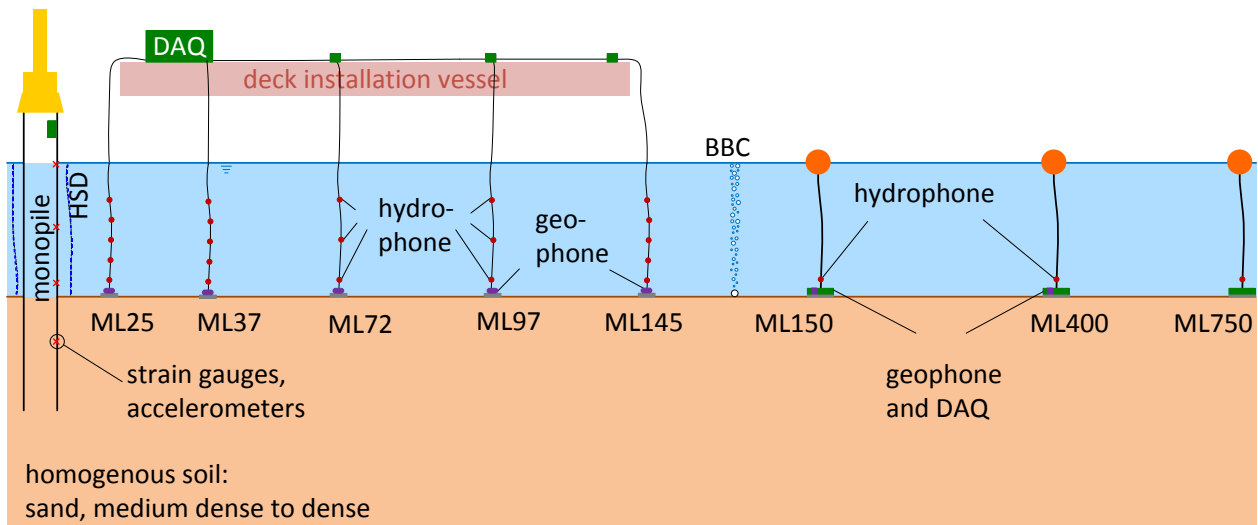 DAQ
deck installation vessel
BBC
HSD
monopile
hydro-
phone
geo-
phone
hydrophone
ML25
ML37
ML72
ML97
ML145
ML150
ML400
ML750
strain gauges,
accelerometers
geophone
and DAQ
homogenous soil:
sand, medium dense to dense